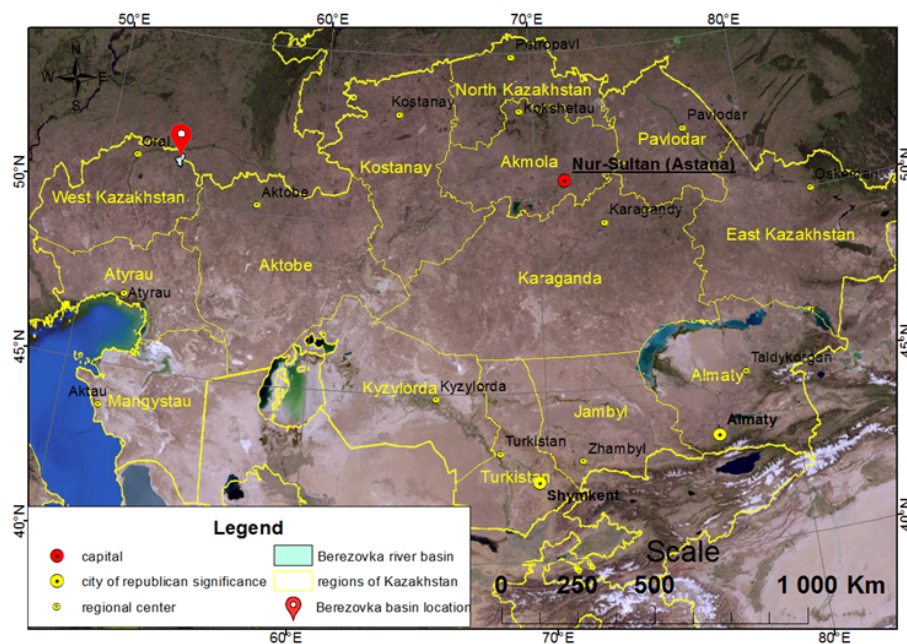 50°E
60°E
70°E
80°E
N
W
E
S
Petropavl
North Kazakhstan
Kostanay
Kokshetau
Pavlodar
Pavlodar
Oral
Kostanay
Akmola
Nur-Sultan (Astana)
50°N
50°N
Oskemen
West Kazakhstan
Aktobe
Karagandy
East Kazakhstan
Aktobe
Karaganda
Atyrau
Atyrau
45°N
45°N
Taldykorgan
Aktau
Mangystau
Kyzylorda
Kyzylorda
Almaty
Jambyl
Almaty
Turkistan
Zhambyl
Turkistan
Shymkent
40°N
40°N
Legend
capital
Berezovka river basin
city of republican significance
regions of Kazakhstan
regional center
Berezovka basin location
Scale
0 250 500 1 000 Km
60°E
70°E
80°E